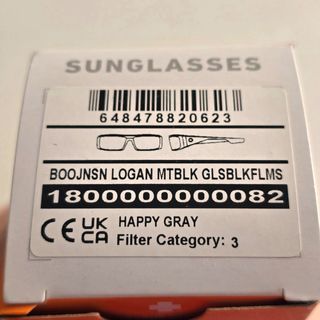 SUNGLASSES
648478820623
BOOJNSN LOGAN MTBLK GLSBLKFLMS
1800000000082
CE UK HAPPY GRAY
CA Filter Category: 3